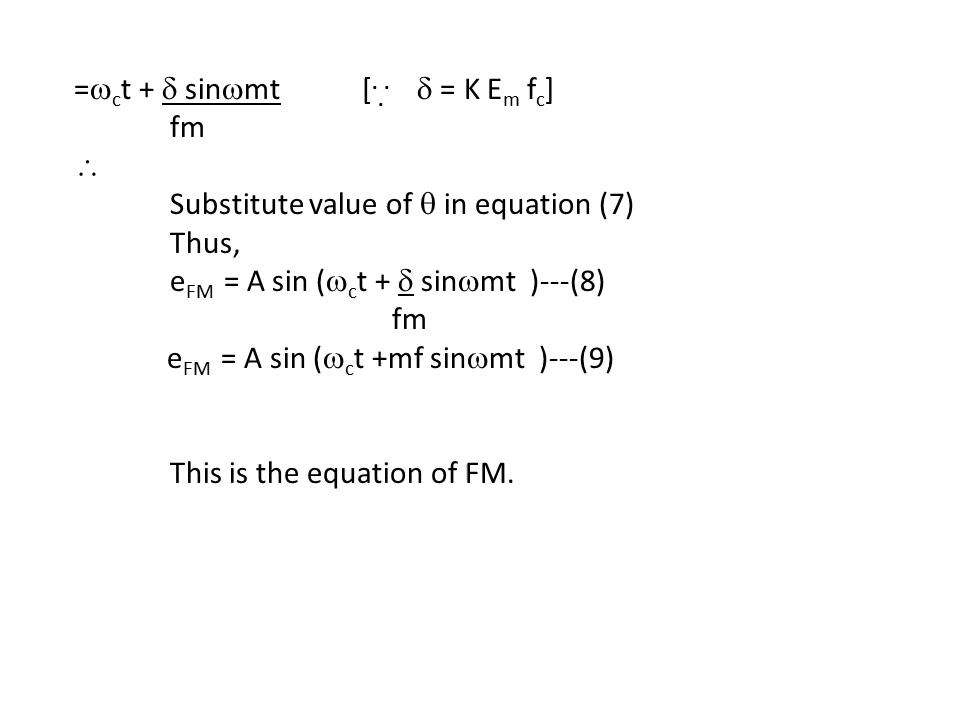 =ωct + δ sinωmt [∵ δ = K Em fc]
fm
∴
Substitute value of θ in equation (7)
Thus,
eFM = A sin (ωct + δ sinωmt )---(8)
fm
eFM = A sin (ωct +mf sinωmt )---(9)
This is the equation of FM.